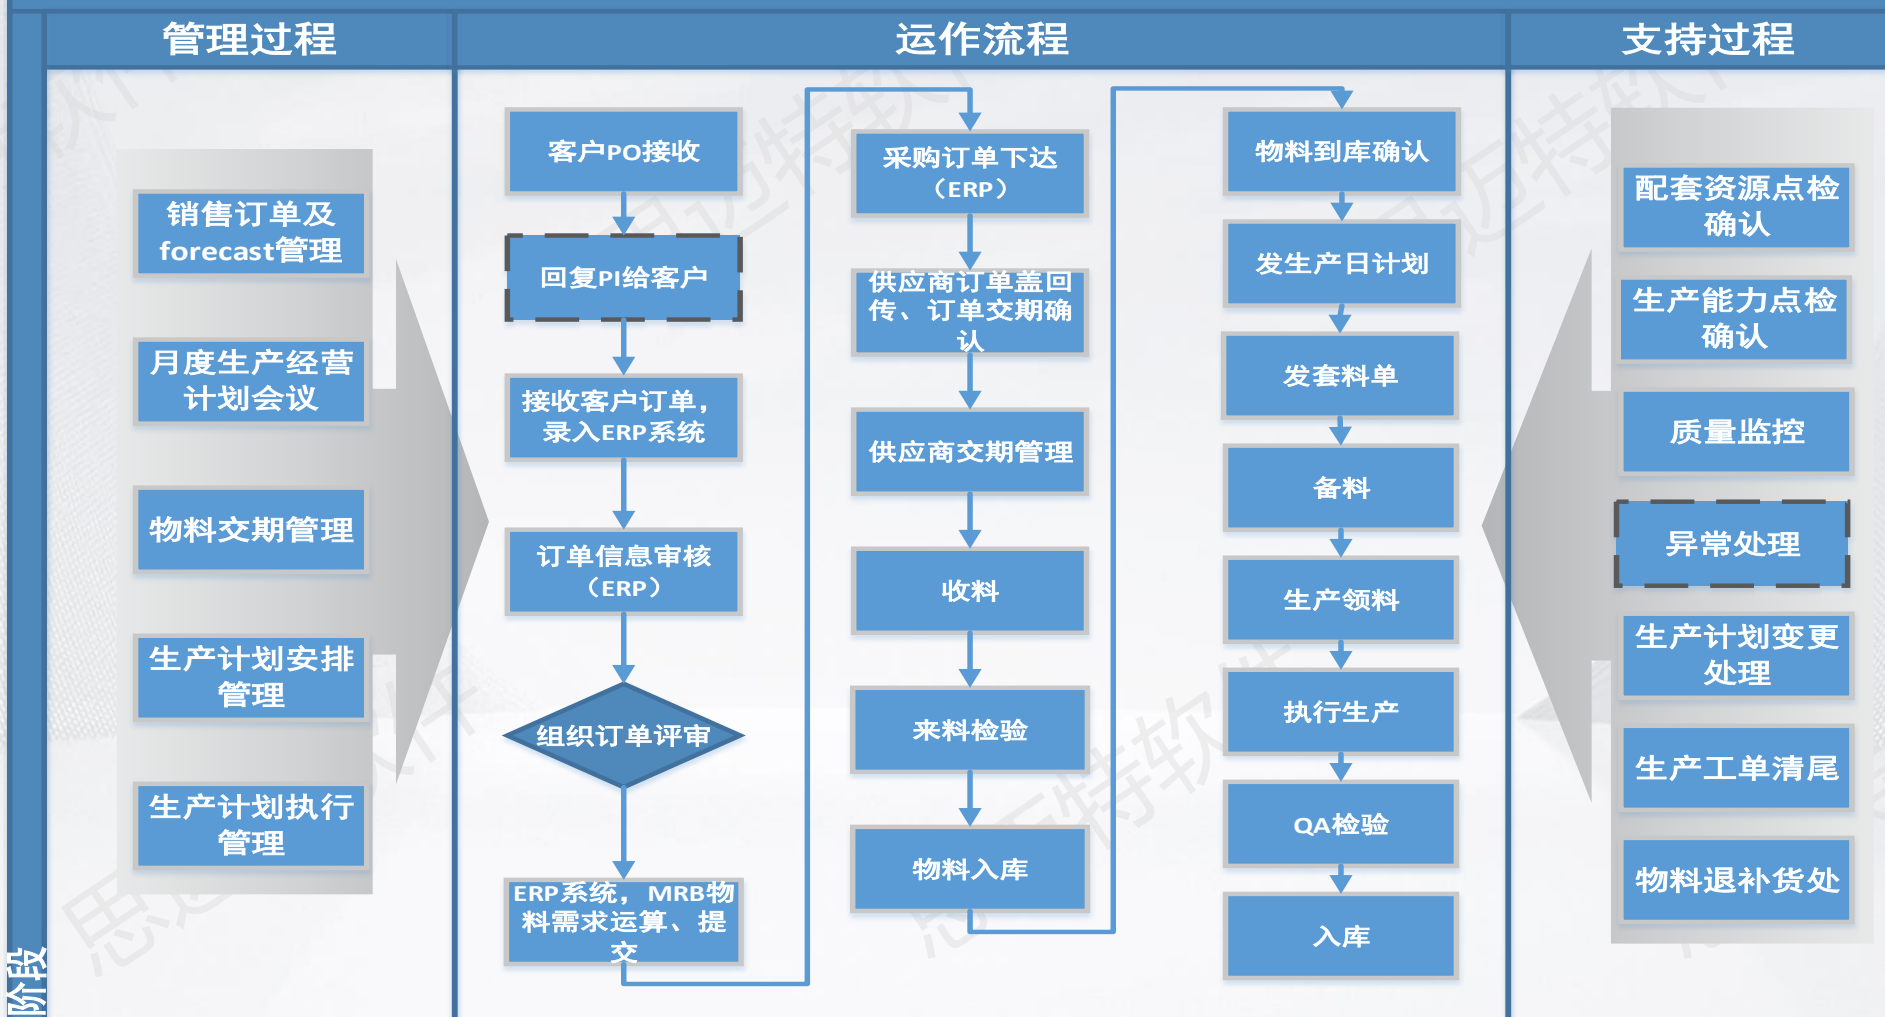 管理过程
运作流程
支持过程
阶段
销售订单及
forecast管理
月度生产经营
计划会议
物料交期管理
生产计划安排
管理
生产计划执行
管理
客户PO接收
回复PI给客户
接收客户订单，
录入ERP系统
订单信息审核
（ERP）
组织订单评审
ERP系统，MRB物
料需求运算、提
交
采购订单下达
（ERP）
供应商订单盖回
传、订单交期确
认
供应商交期管理
收料
来料检验
物料入库
物料到库确认
发生产日计划
发套料单
备料
生产领料
执行生产
QA检验
入库
配套资源点检
确认
生产能力点检
确认
质量监控
异常处理
生产计划变更
处理
生产工单清尾
物料退补货处
思迈特软件